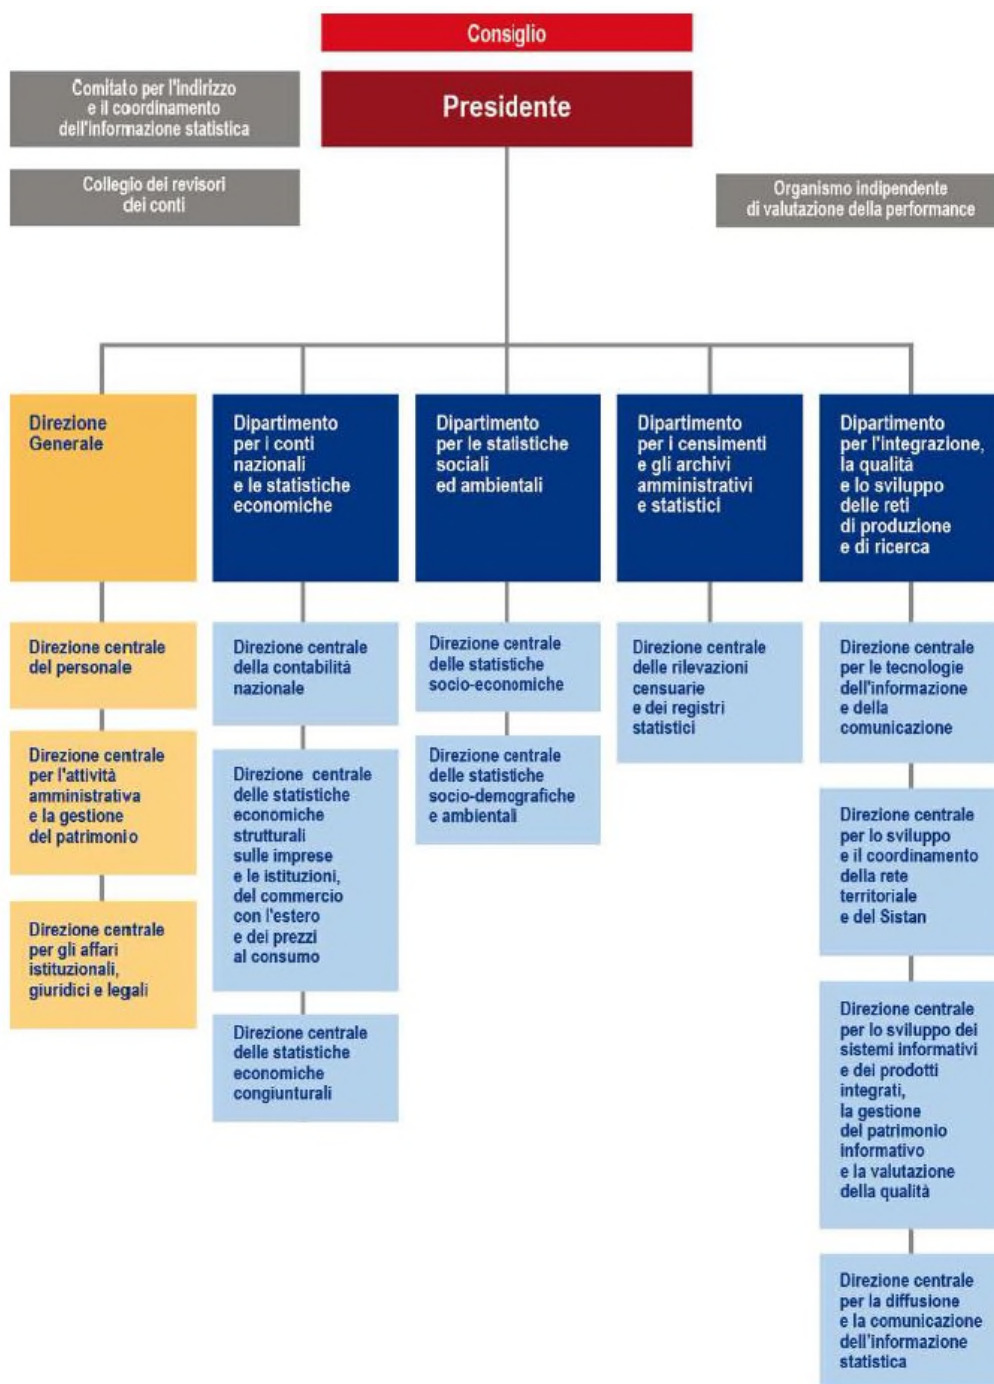 Consiglio
Comitato per l'indirizzo
e il coordinamento
dell'informazione statistica
Presidente
Collegio dei revisori
dei conti
Organismo indipendente
di valutazione della performance
Direzione
Generale
Dipartimento
per i conti
nazionali
e le statistiche
economiche
Dipartimento
per le statistiche
sociali
ed ambientali
Dipartimento
per i censimenti
e gli archivi
amministrativi
e statistici
Dipartimento
per l'integrazione,
la qualità
e lo sviluppo
delle reti
di produzione
e di ricerca
Direzione centrale
del personale
Direzione centrale
per l'attività
amministrativa
e la gestione
del patrimonio
Direzione centrale
per gli affari
istituzionali,
giuridici e legali
Direzione centrale
della contabilità
nazionale
Direzione centrale
delle statistiche
economiche
strutturali
sulle imprese
e le istituzioni,
del commercio
con l'estero
e dei prezzi
al consumo
Direzione centrale
delle statistiche
economiche
congiunturali
Direzione centrale
delle statistiche
socio-economiche
Direzione centrale
delle statistiche
socio-demografiche
e ambientali
Direzione centrale
delle rilevazioni
censuarie
e dei registri
statistici
Direzione centrale
per le tecnologie
dell'informazione
e della
comunicazione
Direzione centrale
per lo sviluppo
e il coordinamento
della rete
territoriale
e del Sistan
Direzione centrale
per lo sviluppo dei
sistemi informativi
e dei prodotti
integrati,
la gestione
del patrimonio
informativo
e la valutazione
della qualità
Direzione centrale
per la diffusione
e la comunicazione
dell'informazione
statistica